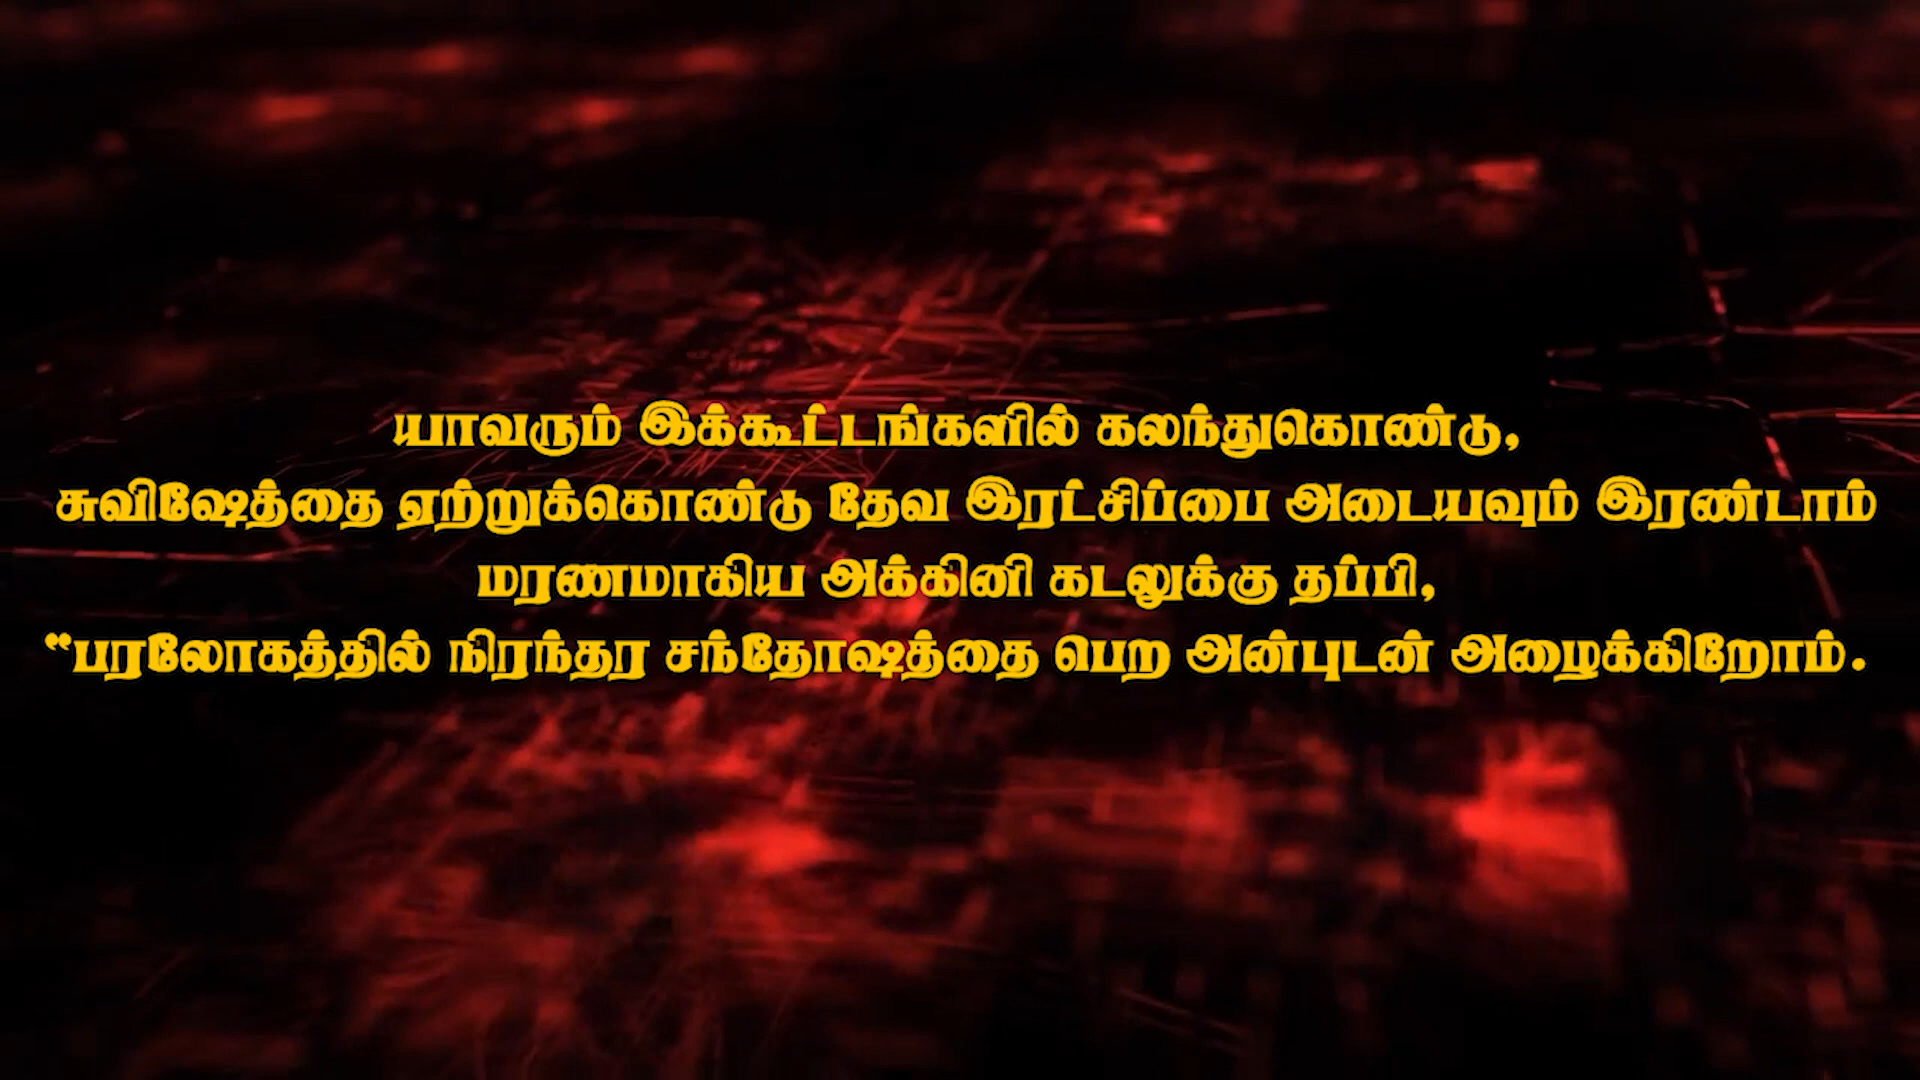 யாவரும் இக்கூட்டங்களில் கலந்துகொண்டு,
சுவிஷேத்தை ஏற்றுக்கொண்டு தேவ இரட்சிப்பை அடையவும் இரண்டாம்
மரணமாகிய அக்கினி கடலுக்கு தப்பி,
“பரலோகத்தில் நிரந்தர சந்தோஷத்தை பெற அன்புடன் அழைக்கிறோம்.